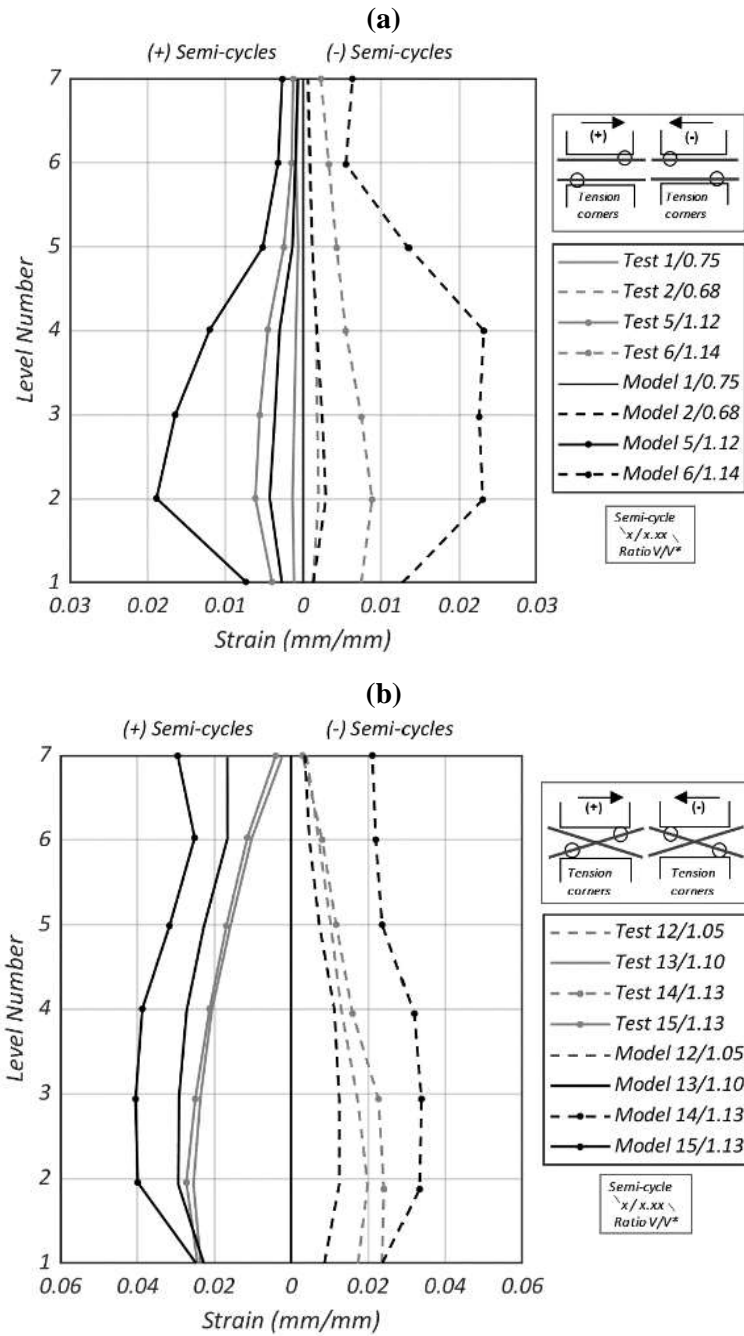 (a)
(+) Semi-cycles
(-) Semi-cycles
7
6
5
4
3
2
1
Level Number
0.03
0.02
0.01
0
0.01
0.02
0.03
Strain (mm/mm)
(+)
(-)
Tension corners
Tension corners
Test 1/0.75
Test 2/0.68
Test 5/1.12
Test 6/1.14
Model 1/0.75
Model 2/0.68
Model 5/1.12
Model 6/1.14
Semi-cycle
x / x.xx
Ratio V/V*
(b)
(+) Semi-cycles
(-) Semi-cycles
7
6
5
4
3
2
1
Level Number
0.06
0.04
0.02
0
0.02
0.04
0.06
Strain (mm/mm)
(+)
(-)
Tension corners
Tension corners
Test 12/1.05
Test 13/1.10
Test 14/1.13
Test 15/1.13
Model 12/1.05
Model 13/1.10
Model 14/1.13
Model 15/1.13
Semi-cycle
x / x.xx
Ratio V/V*